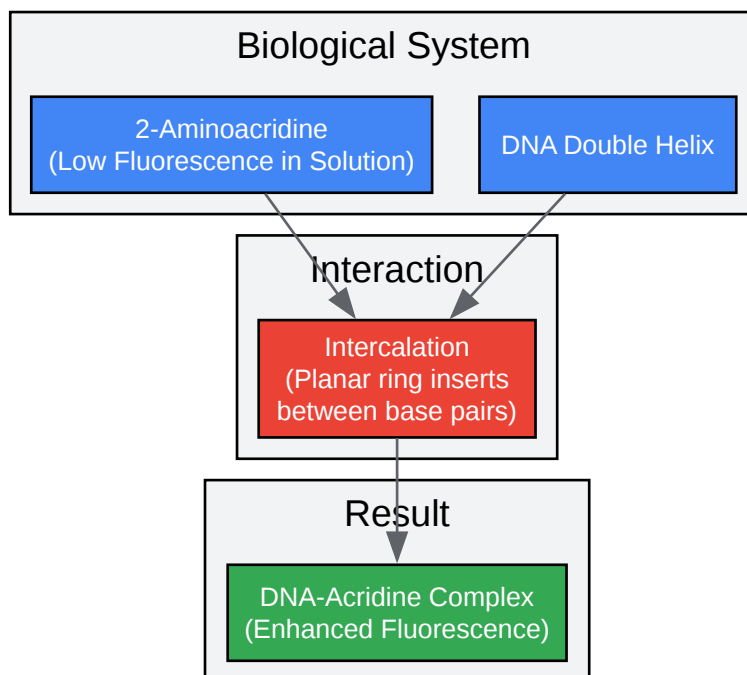 Biological System
2-Aminoacridine
(Low Fluorescence in Solution)
DNA Double Helix
Interaction
Intercalation
(Planar ring inserts
between base pairs)
Result
DNA-Acridine Complex
(Enhanced Fluorescence)